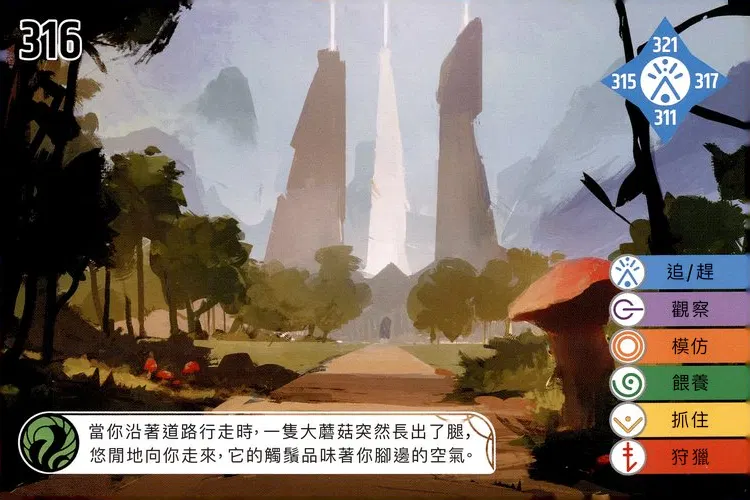 316
321
315
317
311
追/趕
觀察
模仿
餵養
抓住
狩獵
當你沿著道路行走時，一隻大蘑菇突然長出了腿，
悠閒地向你走來，它的觸鬚品味著你腳邊的空氣。